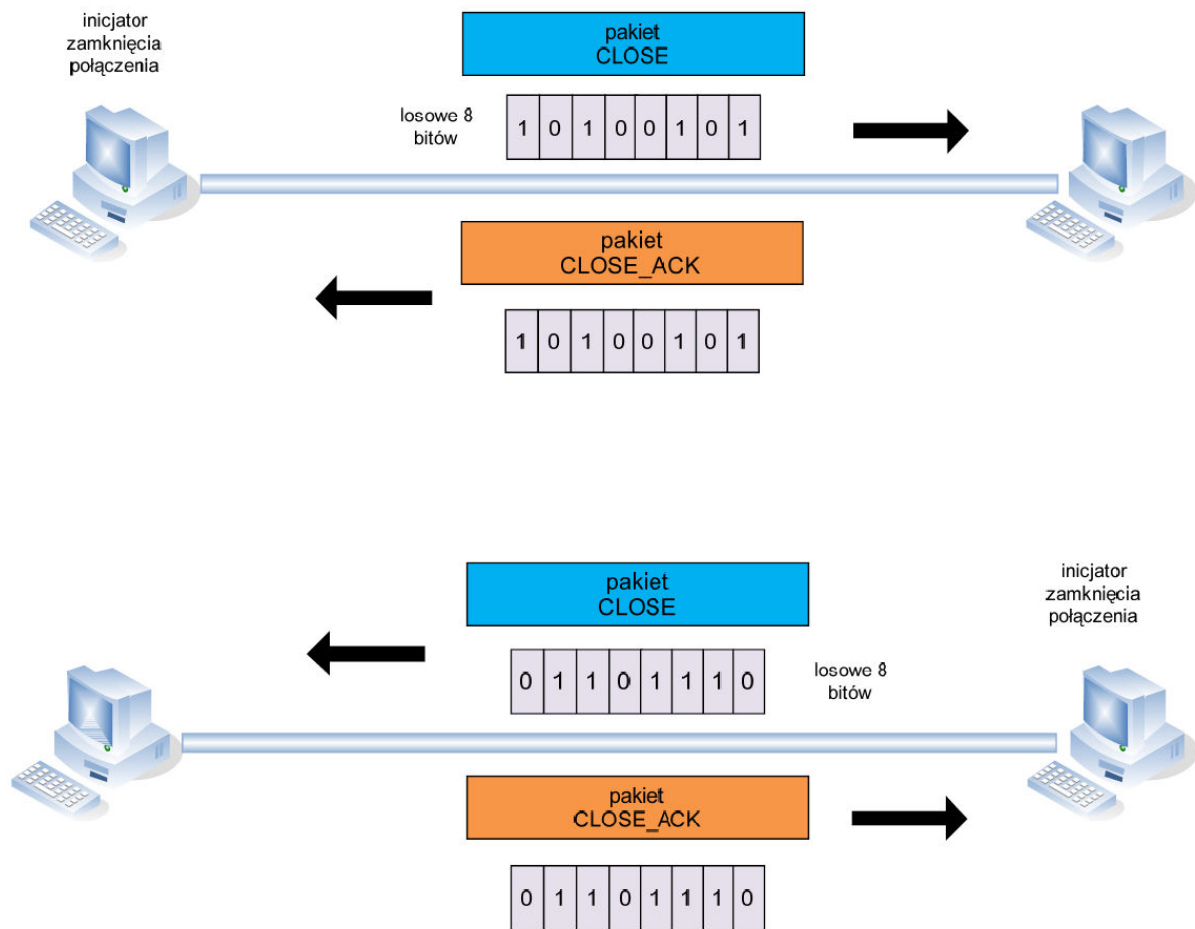 inicjator
zamknięcia
połączenia
pakiet
CLOSE
losowe 8
bitów
1 0 1 0 0 1 0 1
pakiet
CLOSE_ACK
1 0 1 0 0 1 0 1
pakiet
CLOSE
inicjator
zamknięcia
połączenia
0 1 1 0 1 1 1 0
losowe 8
bitów
pakiet
CLOSE_ACK
0 1 1 0 1 1 1 0